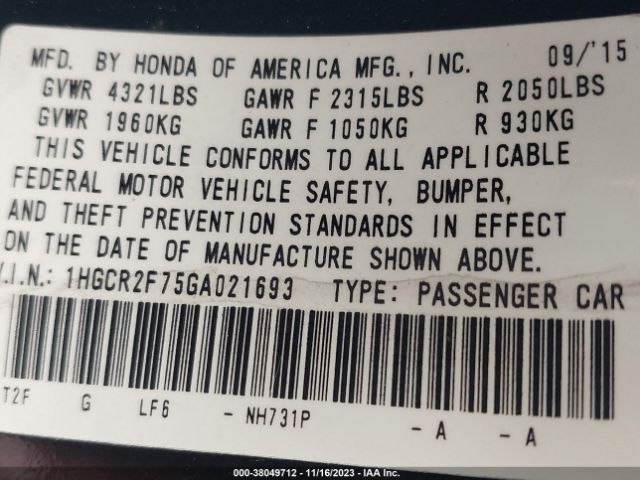 MFD. BY HONDA OF AMERICA MFG., INC. 09/'15
GVWR 4321LBS GAWR F 2315LBS R 2050LBS
GVWR 1960KG GAWR F 1050KG R 930KG
THIS VEHICLE CONFORMS TO ALL APPLICABLE
FEDERAL MOTOR VEHICLE SAFETY, BUMPER,
AND THEFT PREVENTION STANDARDS IN EFFECT
ON THE DATE OF MANUFACTURE SHOWN ABOVE.
V.I.N.: 1HGCR2F75GA021693 TYPE: PASSENGER CAR
T2F G LF6 - NH731P - A - A
000-38049712 - 11/16/2023 - IAA Inc.